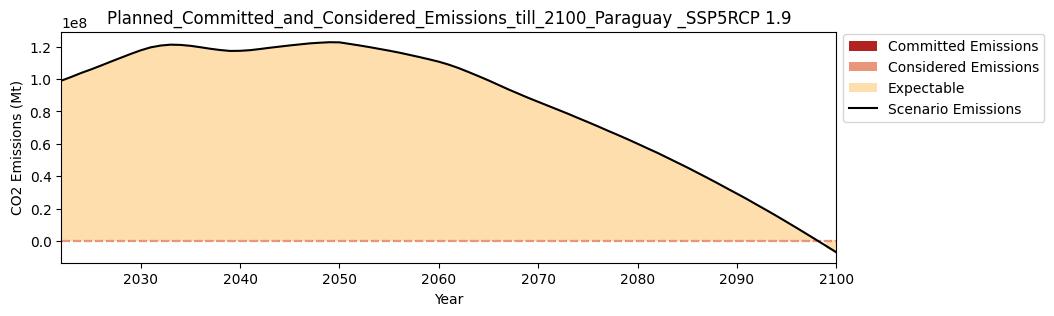 Planned_Committed_and_Considered_Emissions_till_2100_Paraguay _SSP5RCP 1.9
1e8
1.2
1.0
0.8
0.6
0.4
0.2
0.0
CO2 Emissions (Mt)
2030 2040 2050 2060 2070 2080 2090 2100
Year
Committed Emissions
Considered Emissions
Expectable
Scenario Emissions